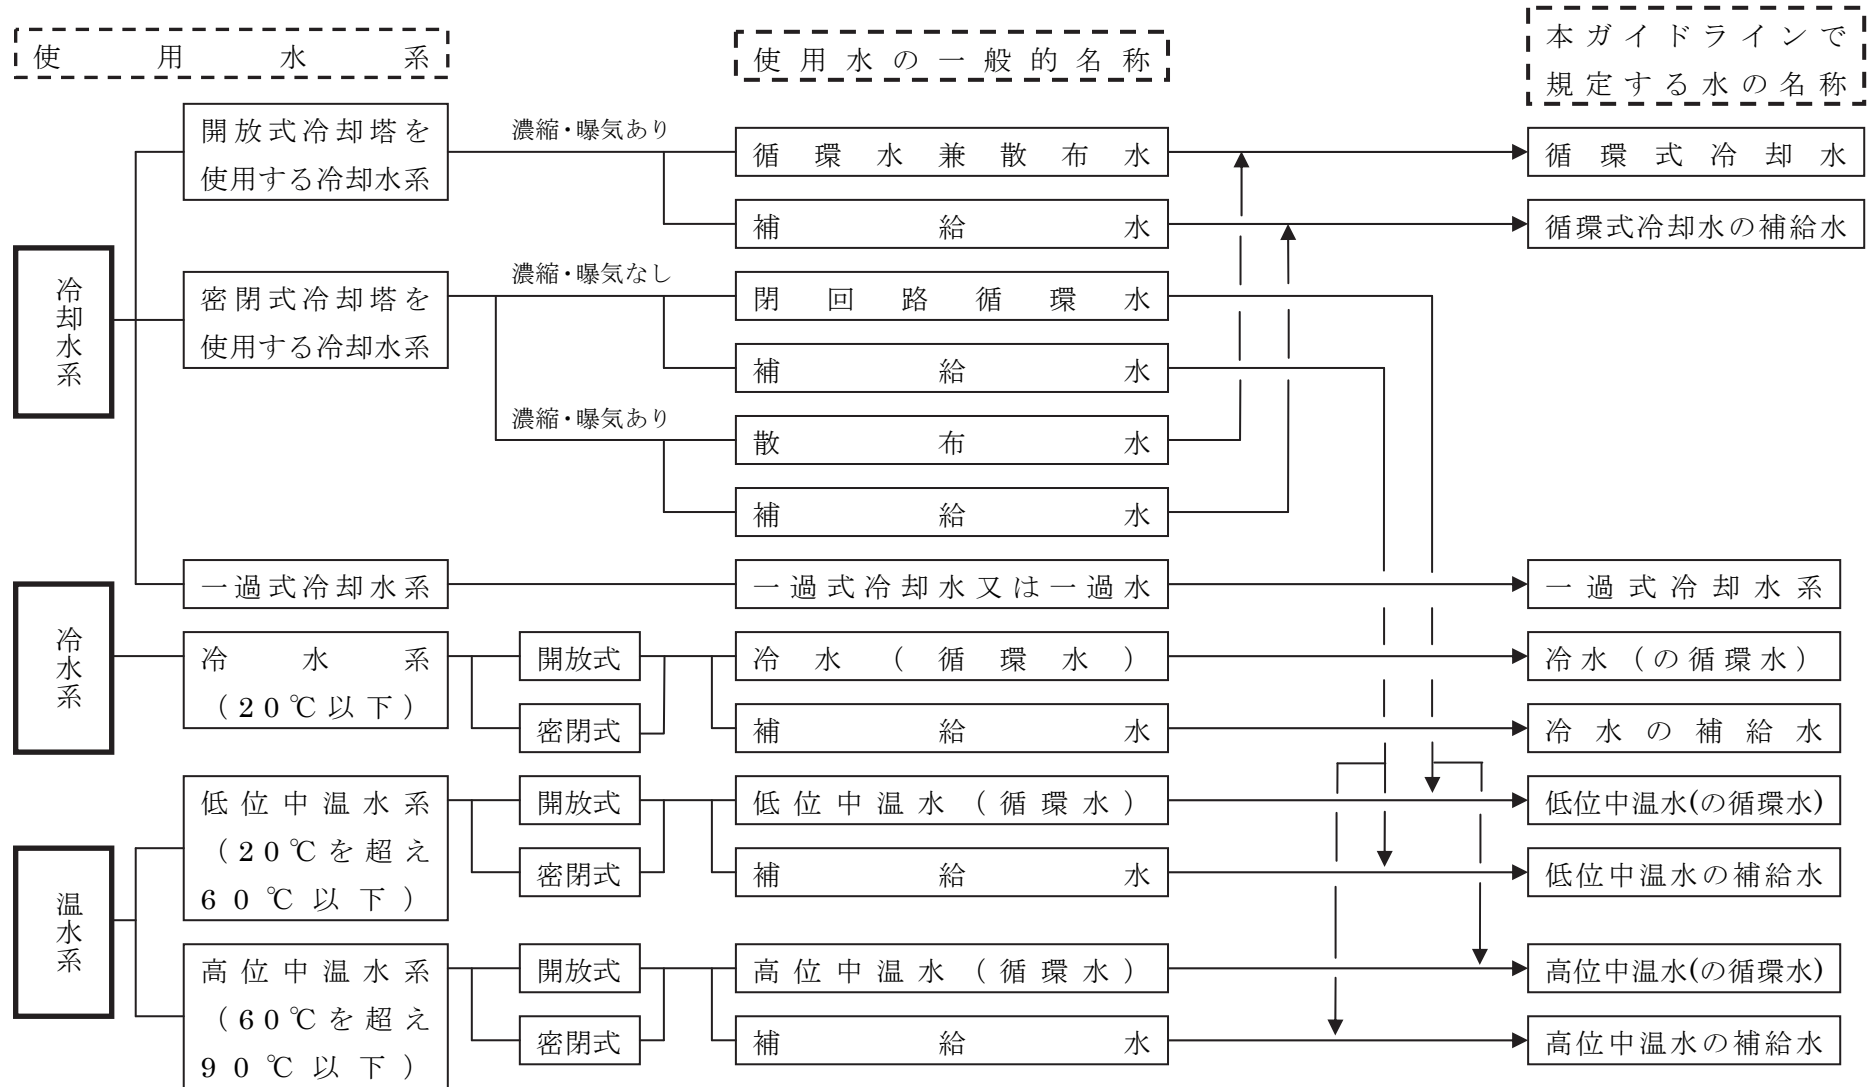 使用水系
使用水の一般的名称
本ガイドラインで
規定する水の名称
冷却水系
開放式冷却塔を
使用する冷却水系
濃縮・曝気あり
循環水兼散布水
循環式冷却水
補給水
循環式冷却水の補給水
密閉式冷却塔を
使用する冷却水系
濃縮・曝気なし
閉回路循環水
補給水
濃縮・曝気あり
散布水
補給水
一過式冷却水系
一過式冷却水又は一過水
一過式冷却水系
冷水系
冷水系
(20℃以下)
開放式
密閉式
冷水(循環水)
冷水(の循環水)
補給水
冷水の補給水
温水系
低位中温水系
(20℃を超え
60℃以下)
開放式
密閉式
低位中温水(循環水)
低位中温水(の循環水)
補給水
低位中温水の補給水
高位中温水系
(60℃を超え
90℃以下)
開放式
密閉式
高位中温水(循環水)
高位中温水(の循環水)
補給水
高位中温水の補給水